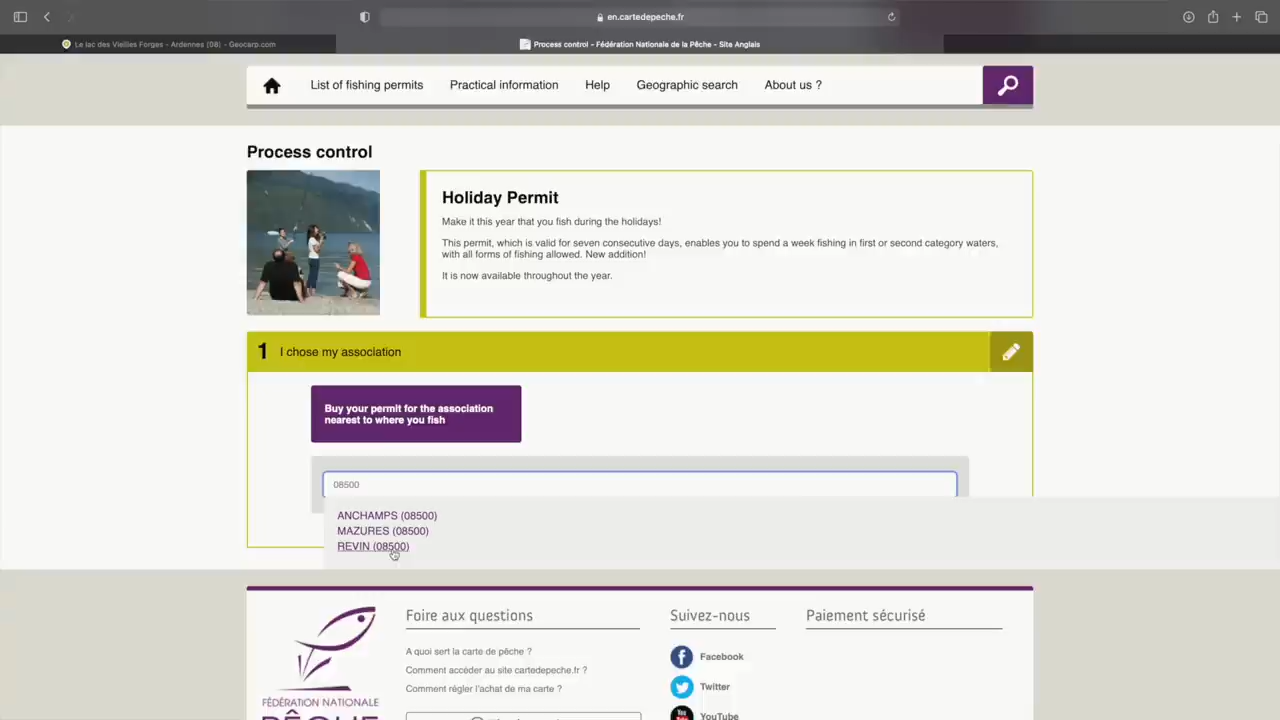 en.cartedepeche.fr
Le lac des Vieilles Forges - Ardennes (08) - Geocarp.com
Process control - Fédération Nationale de la Pêche - Site Anglais
List of fishing permits
Practical information
Help
Geographic search
About us ?
Process control
Holiday Permit
Make it this year that you fish during the holidays!
This permit, which is valid for seven consecutive days, enables you to spend a week fishing in first or second category waters,
with all forms of fishing allowed. New addition!
It is now available throughout the year.
1 I chose my association
Buy your permit for the association
nearest to where you fish
08500
ANCHAMPS (08500)
MAZURES (08500)
REVIN (08500)
FÉDÉRATION NATIONALE
PÊCHE
Foire aux questions
A quoi sert la carte de pêche ?
Comment accéder au site cartedepeche.fr ?
Comment régler l'achat de ma carte ?
Suivez-nous
Facebook
Twitter
You
YouTube
Paiement sécurisé